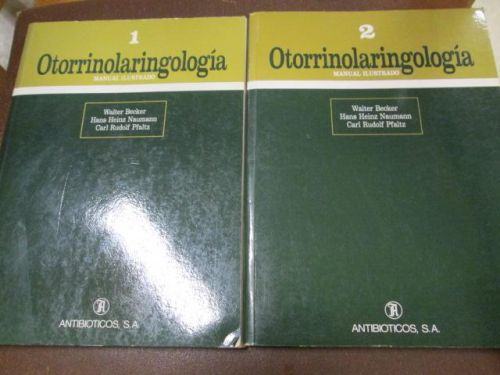 1
Otorrinolaringología
MANUAL ILUSTRADO
Walter Becker
Hans Heinz Naumann
Carl Rudolf Pfaltz
ANTIBIOTICOS, S.A.
2
Otorrinolaringología
MANUAL ILUSTRADO
Walter Becker
Hans Heinz Naumann
Carl Rudolf Pfaltz
ANTIBIOTICOS, S.A.